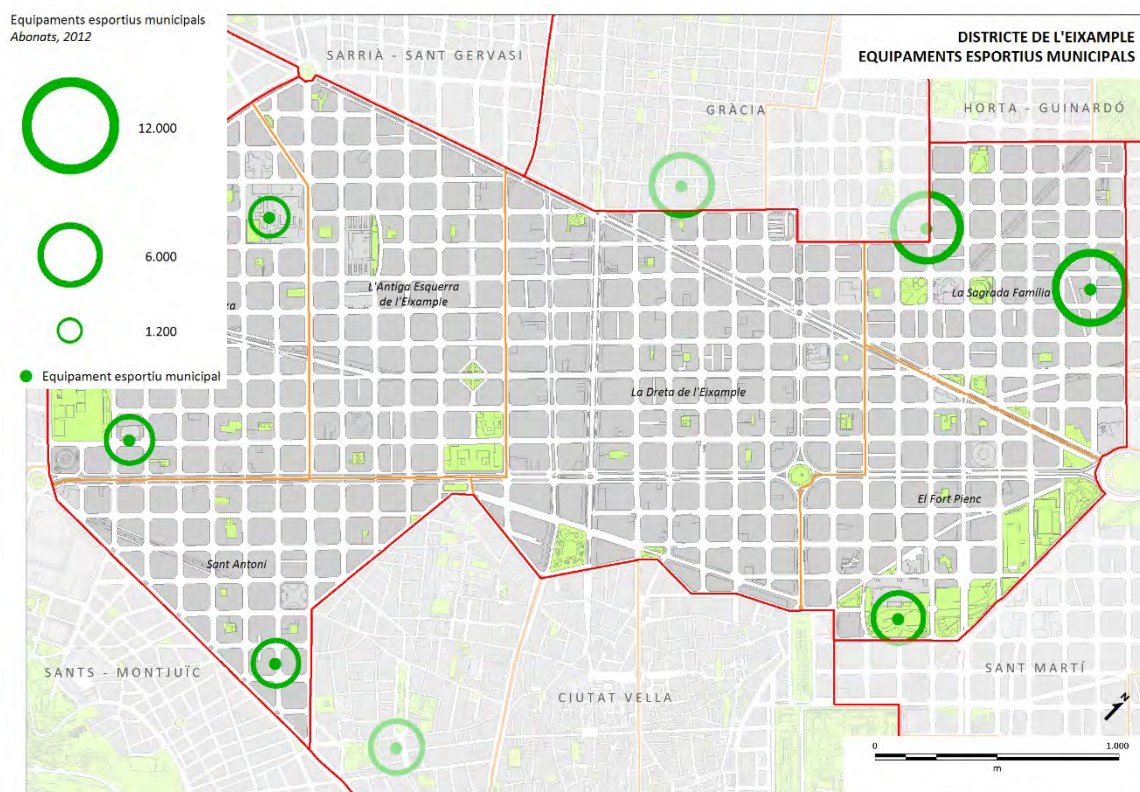 Equipaments esportius municipals
Abonats, 2012
12.000
6.000
1.200
Equipament esportiu municipal
DISTRICTE DE L'EIXAMPLE
EQUIPAMENTS ESPORTIUS MUNICIPALS
SARRIÀ - SANT GERVASI
GRÀCIA
HORTA - GUINARDÓ
L'Antiga Esquerra
de l'Eixample
La Sagrada Família
ra
La Dreta de l'Eixample
El Fort Pienc
Sant Antoni
SANTS - MONTJUÏC
CIUTAT VELLA
SANT MARTÍ
N
0
1.000
m